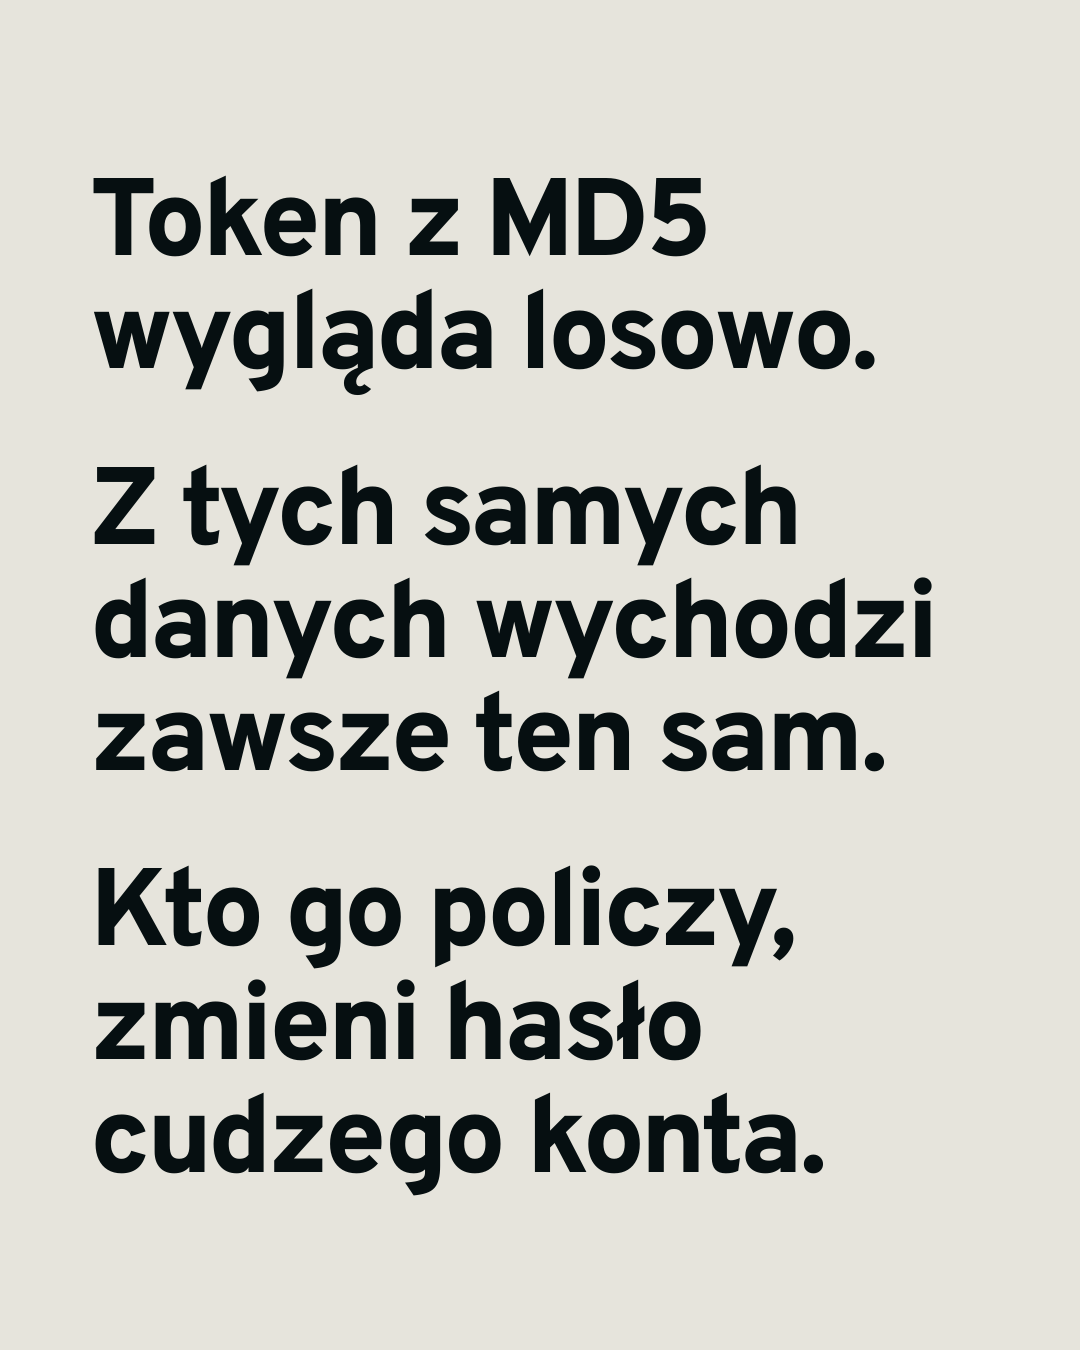 Token z MD5
wygląda losowo.
Z tych samych
danych wychodzi
zawsze ten sam.
Kto go policzy,
zmieni hasło
cudzego konta.